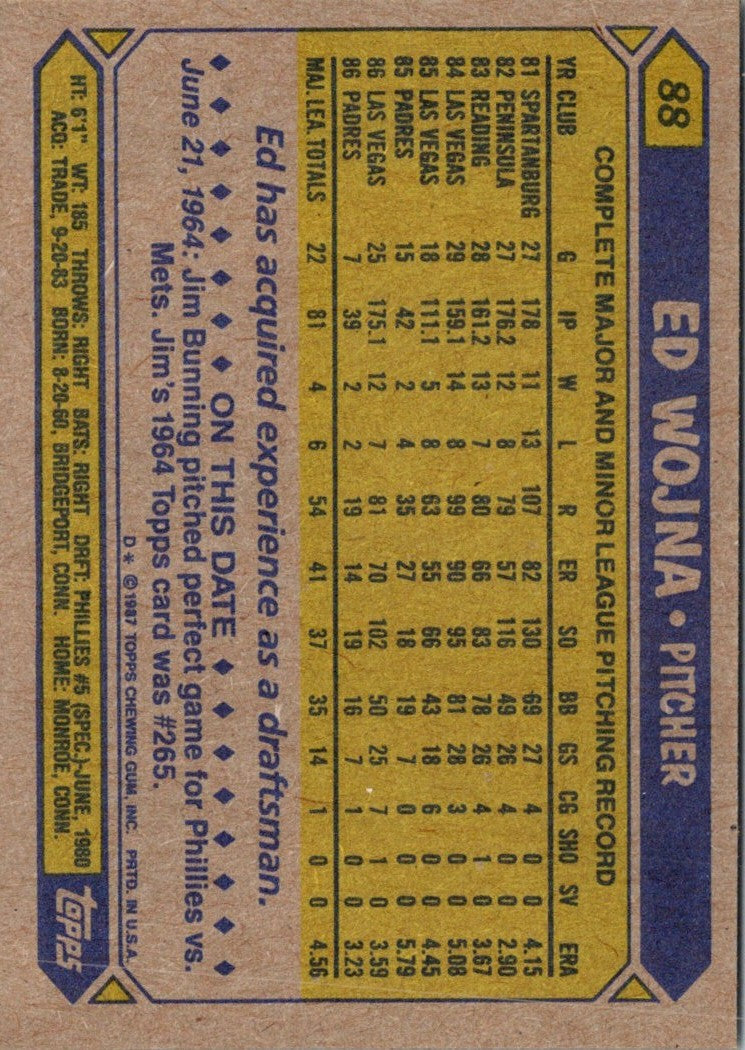 88
ED WOJNA • PITCHER
COMPLETE MAJOR AND MINOR LEAGUE PITCHING RECORD
YR CLUB G IP W L R ER SO BB GS CG SHO SV ERA
81 SPARTANBURG 27 178 11 13 107 82 130 69 27 4 0 0 4.15
82 PENINSULA 27 176.2 12 8 79 57 116 49 26 4 0 0 2.90
83 READING 28 161.2 13 7 80 66 83 78 26 4 1 0 3.67
84 LAS VEGAS 29 159.1 14 8 99 90 95 81 28 3 0 0 5.08
85 LAS VEGAS 18 111.1 5 8 63 55 66 43 18 6 0 0 4.45
85 PADRES 15 42 2 4 35 27 18 19 7 0 0 0 5.79
86 LAS VEGAS 25 175.1 12 7 81 70 102 50 25 7 1 0 3.59
86 PADRES 7 39 2 2 19 14 19 16 7 1 0 0 3.23
MAJ. LEA. TOTALS 22 81 4 6 54 41 37 35 14 1 0 0 4.56
Ed has acquired experience as a draftsman.
ON THIS DATE
June 21, 1964: Jim Bunning pitched perfect game for Phillies vs.
Mets. Jim's 1964 Topps card was #265.
D* ©1987 TOPPS CHEWING GUM, INC. PRTD. IN U.S.A.
HT: 6'1" WT: 185 THROWS: RIGHT BATS: RIGHT DRFT: PHILLIES #5 (SPEC.)-JUNE, 1980
ACQ: TRADE, 9-20-83 BORN: 8-20-60, BRIDGEPORT, CONN. HOME: MONROE, CONN.
topps